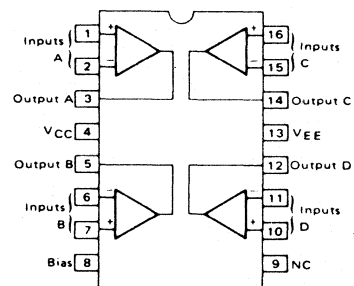 1 + + 16
Inputs Inputs
A C
2 − − 15
Output A 3 14 Output C
VCC 4 13 VEE
Output B 5 12 Output D
6 − − 11
Inputs Inputs
B D
7 + + 10
Bias 8 9 NC